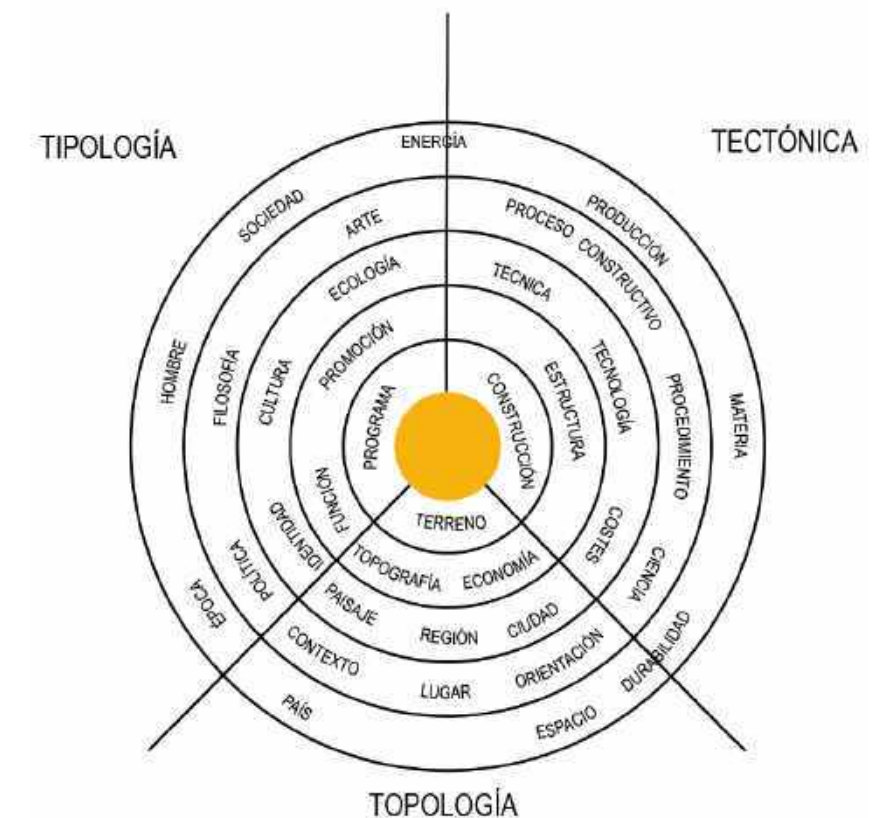 TIPOLOGÍA
TECTÓNICA
ENERGÍA
SOCIEDAD
PRODUCCIÓN
HOMBRE
MATERIA
ÉPOCA
DURABILIDAD
PAÍS
ESPACIO
ARTE
PROCESO CONSTRUCTIVO
FILOSOFÍA
PROCEDIMIENTO
POLÍTICA
CIENCIA
CONTEXTO
LUGAR
ORIENTACIÓN
ECOLOGÍA
TECNICA
CULTURA
TECNOLOGÍA
IDENTIDAD
COSTES
PAISAJE
REGIÓN
CIUDAD
PROMOCIÓN
ESTRUCTURA
FUNCIÓN
TOPOGRAFÍA
ECONOMÍA
PROGRAMA
CONSTRUCCIÓN
TERRENO
TOPOLOGÍA